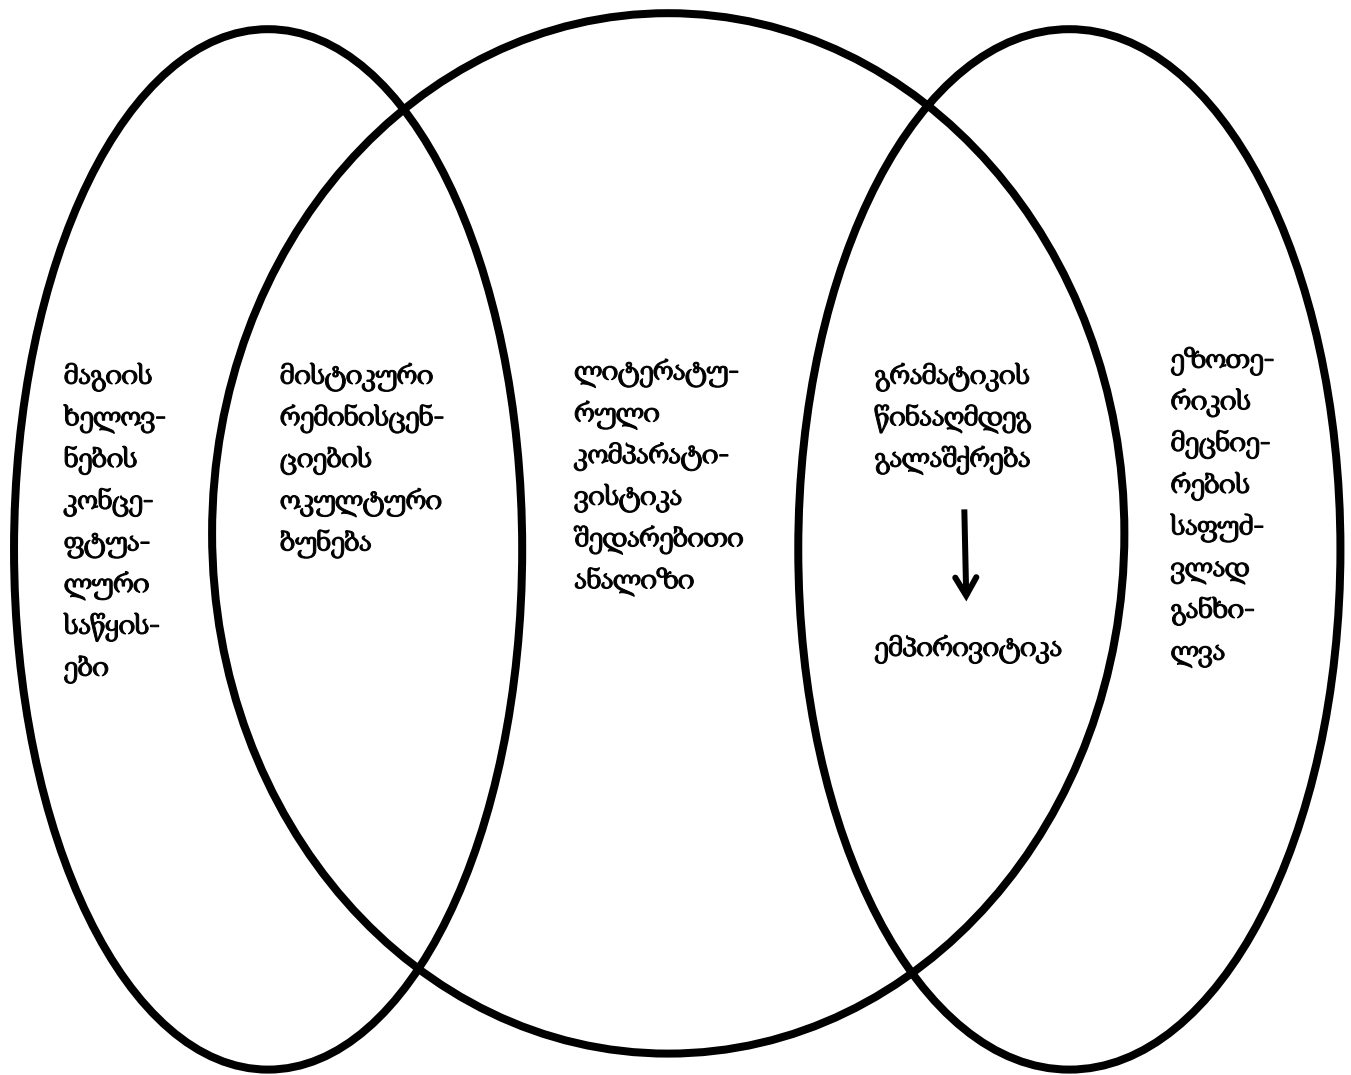 მაგიის
ხელოვ-
ნების
კონცე-
ფტუა-
ლური
საწყის-
ები
მისტიკური
რემინისცენ-
ციების
ოკულტური
ბუნება
ლიტერატუ-
რული
კომპარატი-
ვისტიკა
შედარებითი
ანალიზი
გრამატიკის
წინააღმდეგ
გალაშქრება
ემპირივიტიკა
ეზოთე-
რიკის
მეცნიე-
რების
საფუძ-
ვლად
განხი-
ლვა